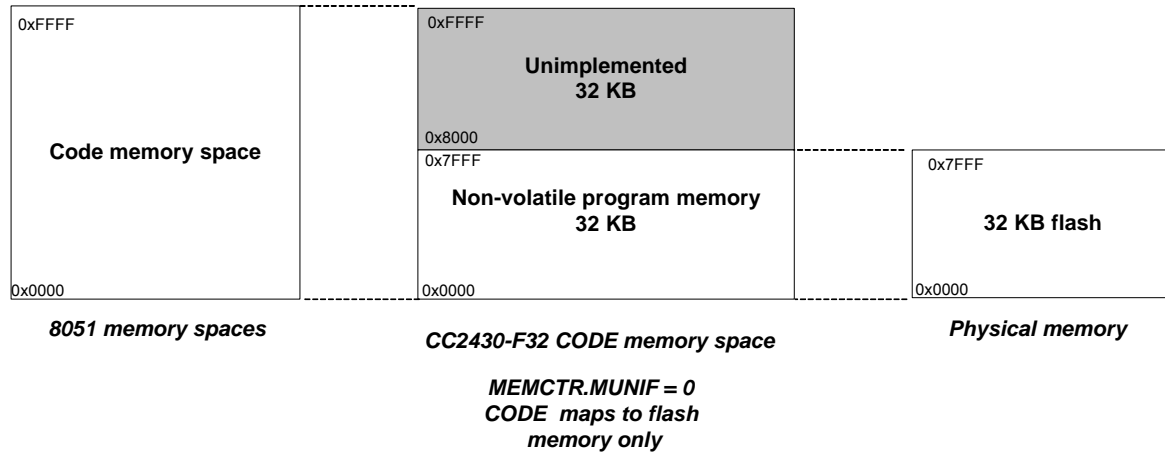 0xFFFF
Code memory space
0x0000
8051 memory spaces
0xFFFF
Unimplemented
32 KB
0x8000
0x7FFF
Non-volatile program memory
32 KB
0x0000
CC2430-F32 CODE memory space
MEMCTR.MUNIF = 0
CODE maps to flash
memory only
0x7FFF
32 KB flash
0x0000
Physical memory